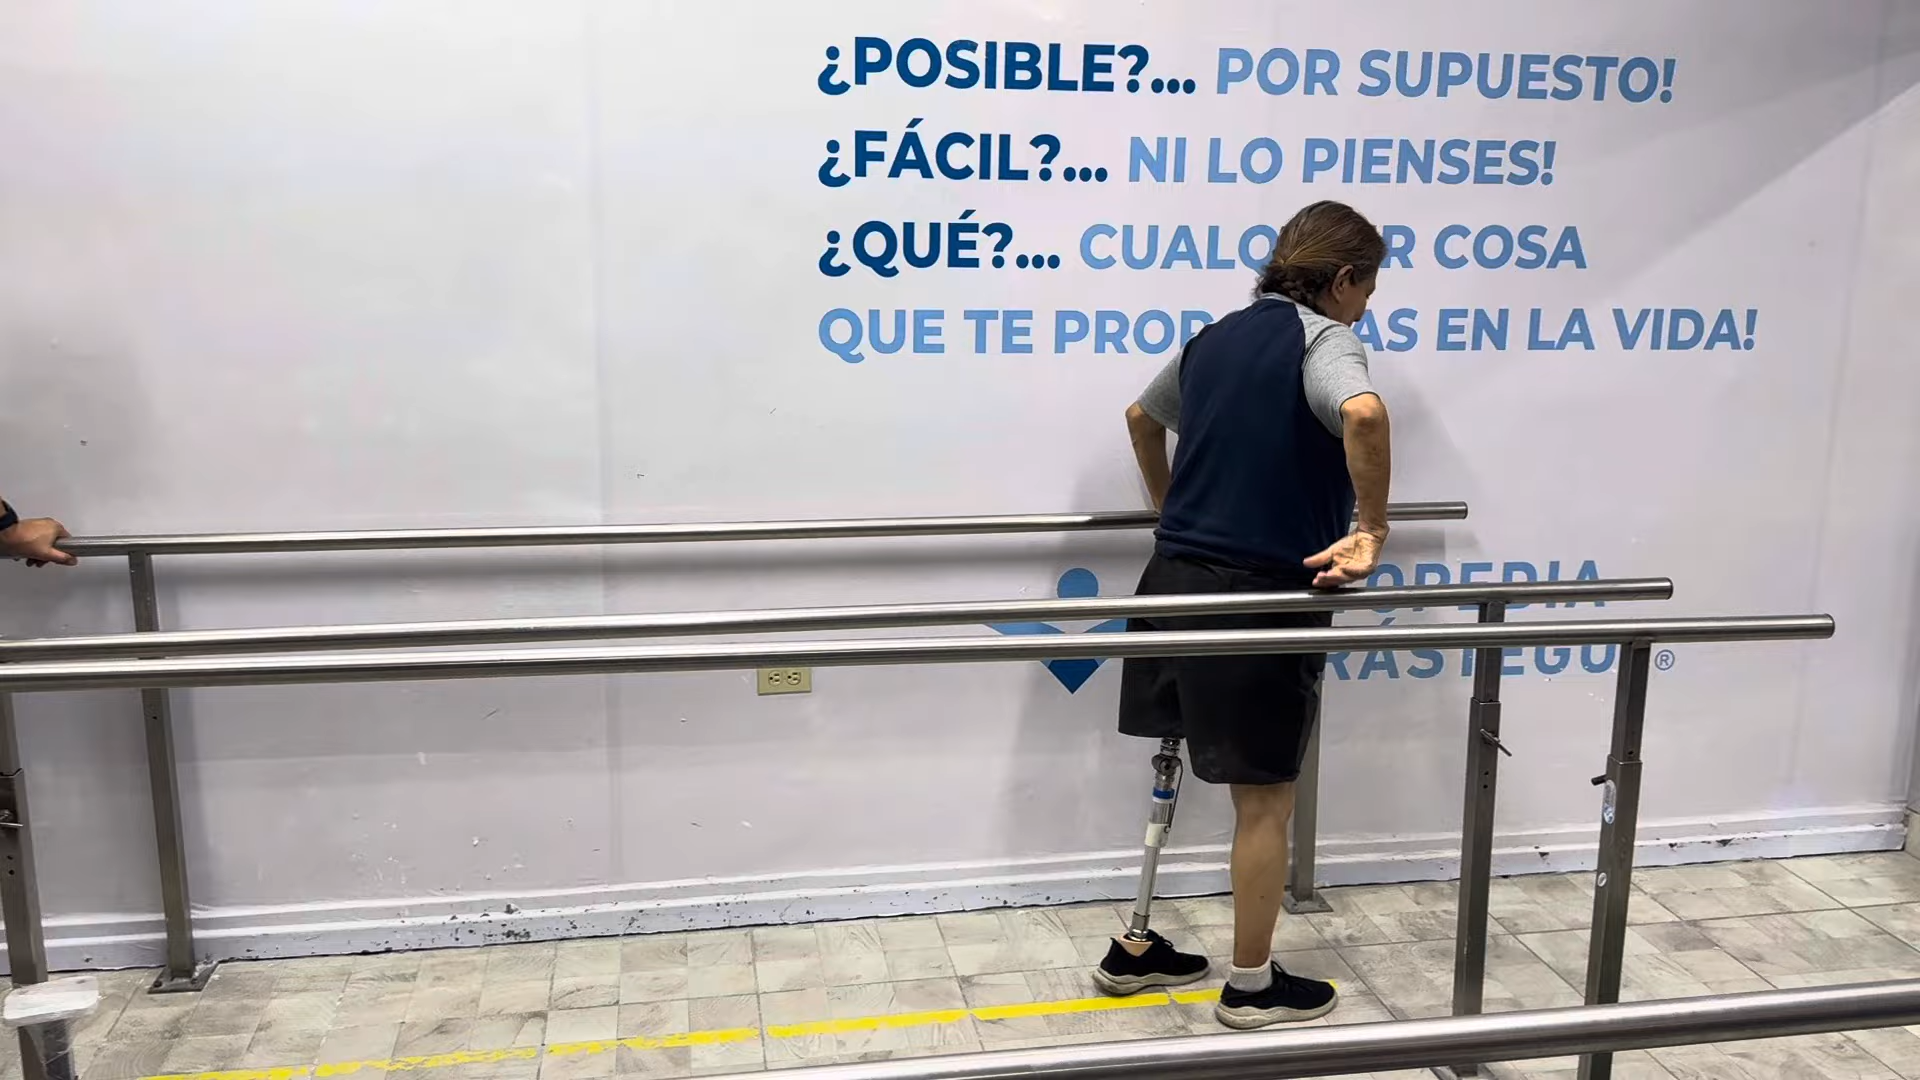 ¿POSIBLE?... POR SUPUESTO!
¿FÁCIL?... NI LO PIENSES!
¿QUÉ?... COSA
QUE TE EN LA VIDA!
®